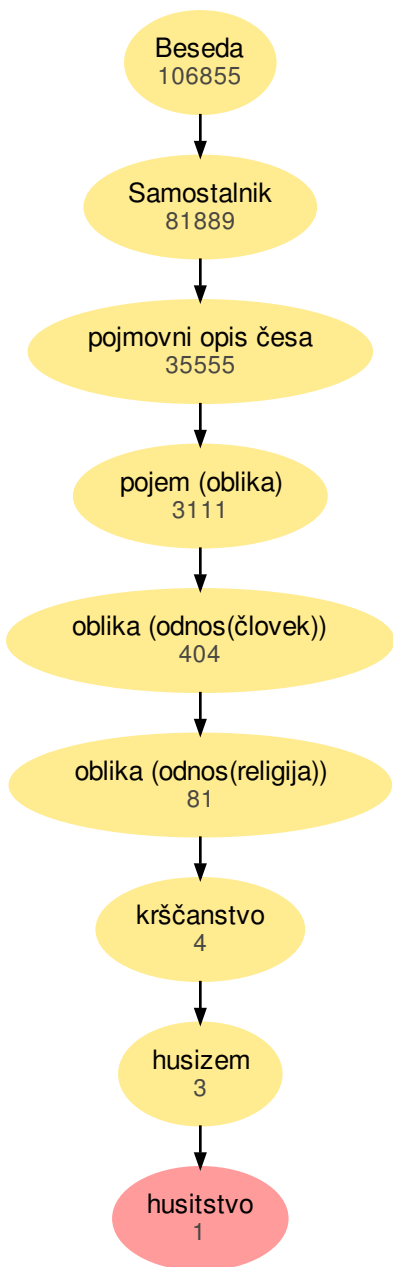 Beseda
106855
Samostalnik
81889
pojmovni opis česa
35555
pojem (oblika)
3111
oblika (odnos(človek))
404
oblika (odnos(religija))
81
krščanstvo
4
husizem
3
husitstvo
1